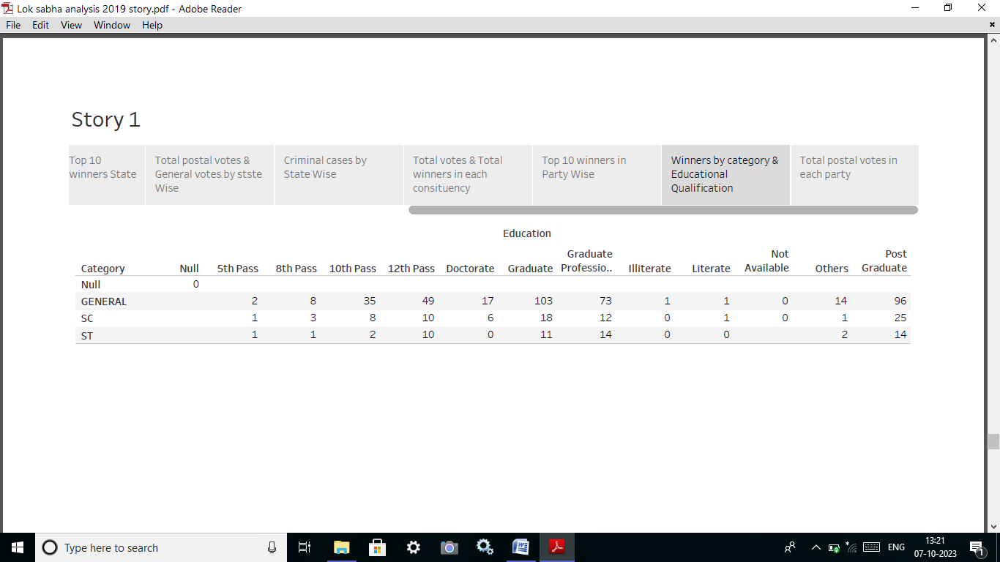 Lok sabha analysis 2019 story.pdf - Adobe Reader
File Edit View Window Help
Story 1
Top 10
winners State
Total postal votes &
General votes by stste
Wise
Criminal cases by
State Wise
Total votes & Total
winners in each
consituency
Top 10 winners in
Party Wise
Winners by category &
Educational
Qualification
Total postal votes in
each party
Education
Category Null 5th Pass 8th Pass 10th Pass 12th Pass Doctorate Graduate Graduate Professio.. Illiterate Literate Not Available Others Post Graduate
Null 0
GENERAL 2 8 35 49 17 103 73 1 1 0 14 96
SC 1 3 8 10 6 18 12 0 1 0 1 25
ST 1 1 2 10 0 11 14 0 0 2 14
Type here to search
ENG
13:21
07-10-2023
1